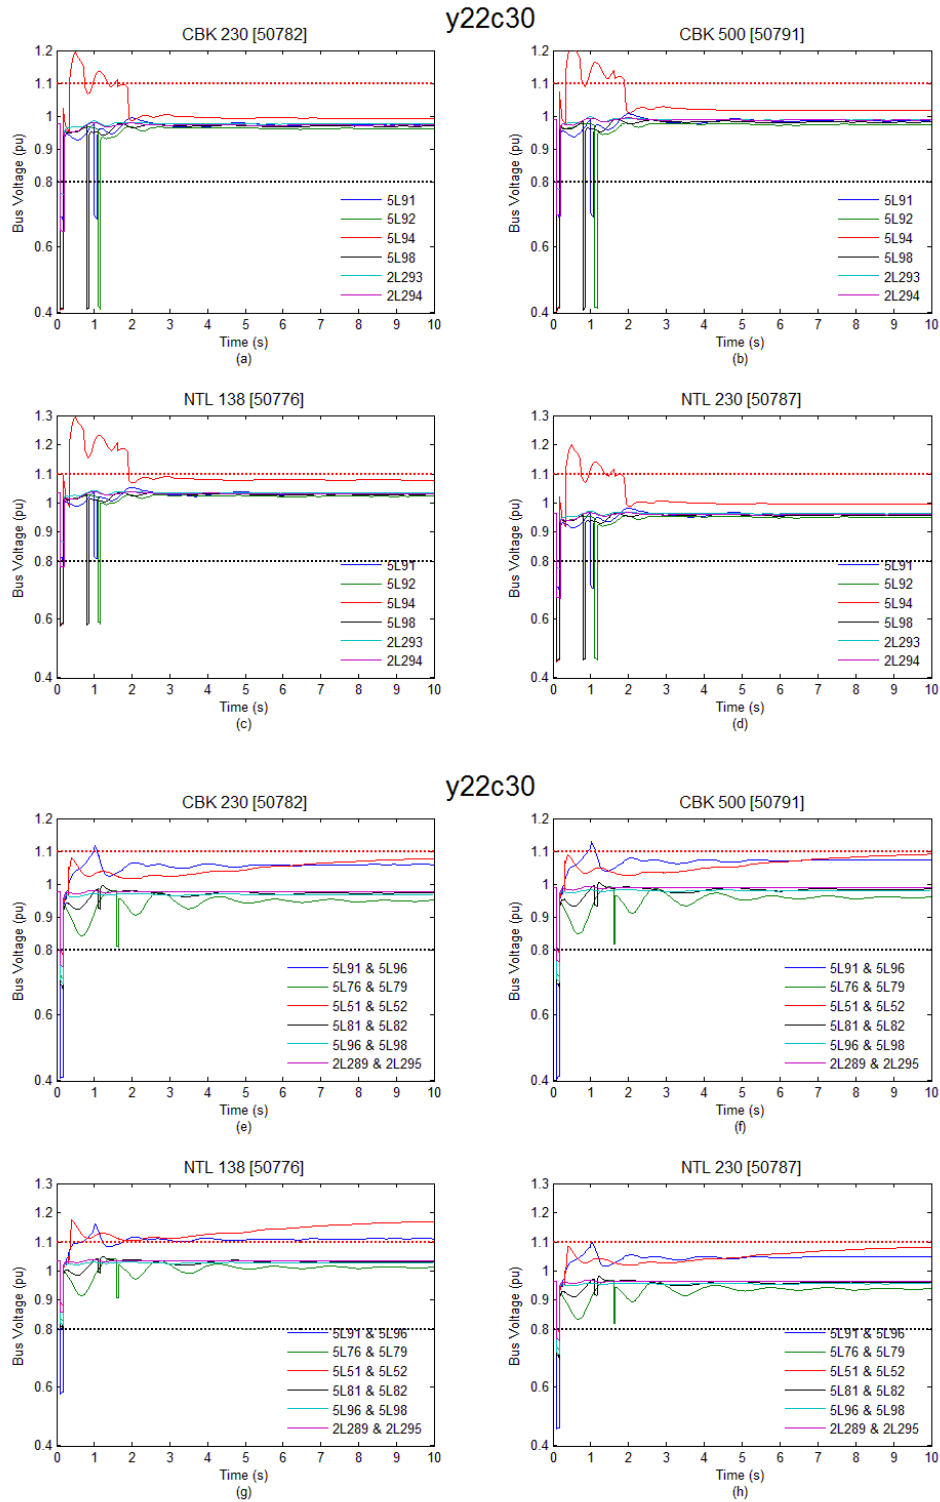 y22c30
CBK 230 [50782]
CBK 500 [50791]
1.2
1.1
1
0.9
0.8
0.6
0.4
Bus Voltage (pu)
5L91
5L92
5L94
5L98
2L293
2L294
0 1 2 3 4 5 6 7 8 9 10
Time (s)
(a)
1.2
1.1
1
0.9
0.8
0.6
0.4
Bus Voltage (pu)
5L91
5L92
5L94
5L98
2L293
2L294
0 1 2 3 4 5 6 7 8 9 10
Time (s)
(b)
NTL 138 [50776]
NTL 230 [50787]
1.3
1.2
1.1
1
0.9
0.8
0.6
0.4
Bus Voltage (pu)
5L91
5L92
5L94
5L98
2L293
2L294
0 1 2 3 4 5 6 7 8 9 10
Time (s)
(c)
1.3
1.2
1.1
1
0.9
0.8
0.6
0.4
Bus Voltage (pu)
5L91
5L92
5L94
5L98
2L293
2L294
0 1 2 3 4 5 6 7 8 9 10
Time (s)
(d)
y22c30
CBK 230 [50782]
CBK 500 [50791]
1.2
1.1
1
0.9
0.8
0.6
0.4
Bus Voltage (pu)
5L91 & 5L96
5L76 & 5L79
5L51 & 5L52
5L81 & 5L82
5L96 & 5L98
2L289 & 2L295
0 1 2 3 4 5 6 7 8 9 10
Time (s)
(e)
1.2
1.1
1
0.9
0.8
0.6
0.4
Bus Voltage (pu)
5L91 & 5L96
5L76 & 5L79
5L51 & 5L52
5L81 & 5L82
5L96 & 5L98
2L289 & 2L295
0 1 2 3 4 5 6 7 8 9 10
Time (s)
(f)
NTL 138 [50776]
NTL 230 [50787]
1.3
1.2
1.1
1
0.9
0.8
0.6
0.4
Bus Voltage (pu)
5L91 & 5L96
5L76 & 5L79
5L51 & 5L52
5L81 & 5L82
5L96 & 5L98
2L289 & 2L295
0 1 2 3 4 5 6 7 8 9 10
Time (s)
(g)
1.3
1.2
1.1
1
0.9
0.8
0.6
0.4
Bus Voltage (pu)
5L91 & 5L96
5L76 & 5L79
5L51 & 5L52
5L81 & 5L82
5L96 & 5L98
2L289 & 2L295
0 1 2 3 4 5 6 7 8 9 10
Time (s)
(h)